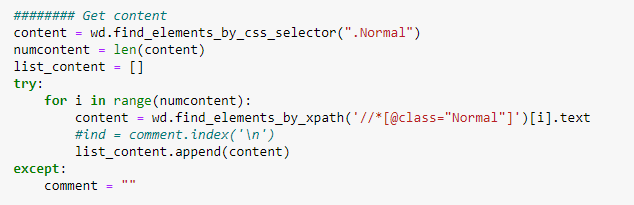 ######## Get content
content = wd.find_elements_by_css_selector(".Normal")
numcontent = len(content)
list_content = []
try:
    for i in range(numcontent):
        content = wd.find_elements_by_xpath('//*[@class="Normal"]')[i].text
        #ind = comment.index('\n')
        list_content.append(content)
except:
    comment = ""